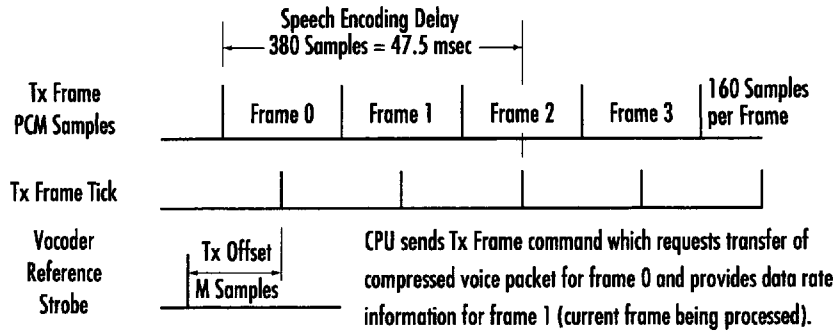 Speech Encoding Delay
380 Samples = 47.5 msec
Tx Frame
PCM Samples
Frame 0
Frame 1
Frame 2
Frame 3
160 Samples
per Frame
Tx Frame Tick
Vocoder
Reference
Strobe
Tx Offset
M Samples
CPU sends Tx Frame command which requests transfer of
compressed voice packet for frame 0 and provides data rate
information for frame 1 (current frame being processed).